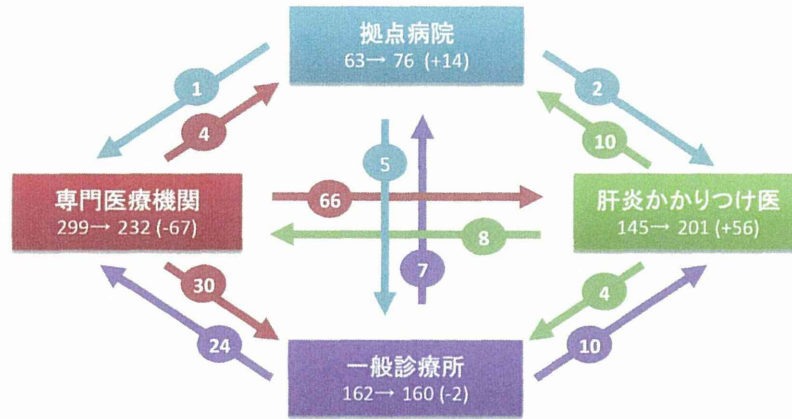 拠点病院
63→ 76 (+14)
1
2
4
10
5
専門医療機関
299→ 232 (-67)
66
肝炎かかりつけ医
145→ 201 (+56)
8
7
30
4
24
10
一般診療所
162→ 160 (-2)